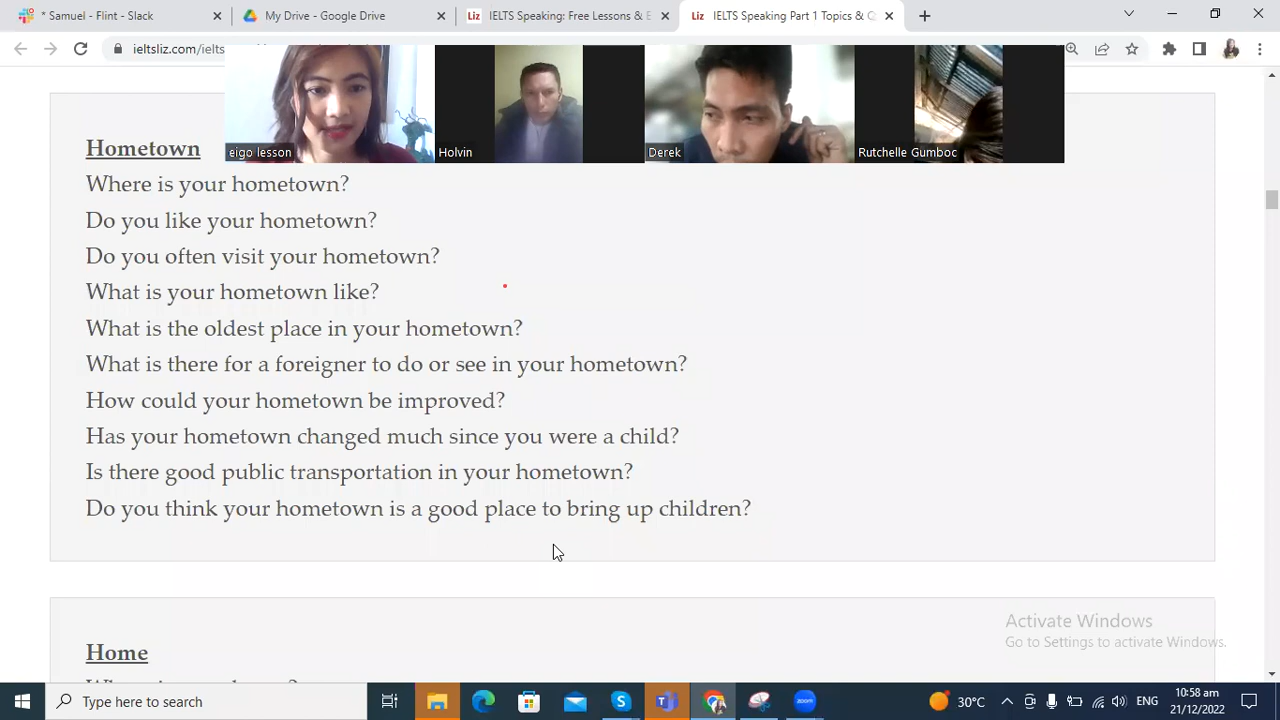 * Samuel - Flint - Slack
My Drive - Google Drive
Liz IELTS Speaking: Free Lessons & E
Liz IELTS Speaking Part 1 Topics & Q
ieltsliz.com/ielts
eigo lesson
Holvin
Derek
Rutchelle Gumboc
Hometown
Where is your hometown?
Do you like your hometown?
Do you often visit your hometown?
What is your hometown like?
What is the oldest place in your hometown?
What is there for a foreigner to do or see in your hometown?
How could your hometown be improved?
Has your hometown changed much since you were a child?
Is there good public transportation in your hometown?
Do you think your hometown is a good place to bring up children?
Activate Windows
Go to Settings to activate Windows.
Home
Type here to search
30°C
ENG
10:58 am
21/12/2022